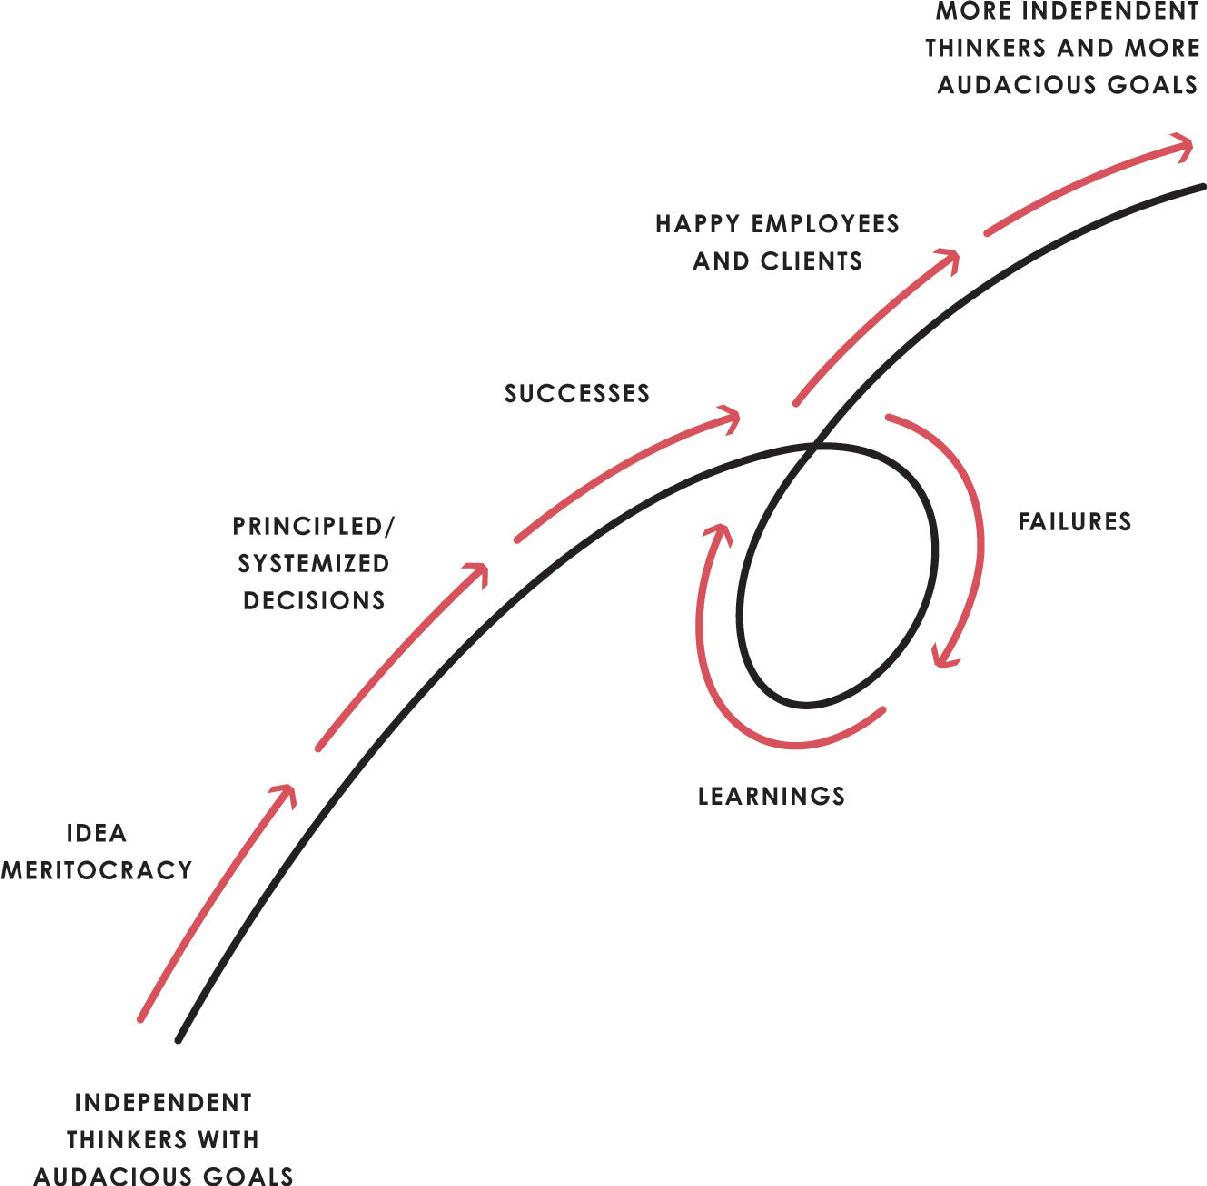 MORE INDEPENDENT
THINKERS AND MORE
AUDACIOUS GOALS
HAPPY EMPLOYEES
AND CLIENTS
SUCCESSES
FAILURES
PRINCIPLED/
SYSTEMIZED
DECISIONS
LEARNINGS
IDEA
MERITOCRACY
INDEPENDENT
THINKERS WITH
AUDACIOUS GOALS